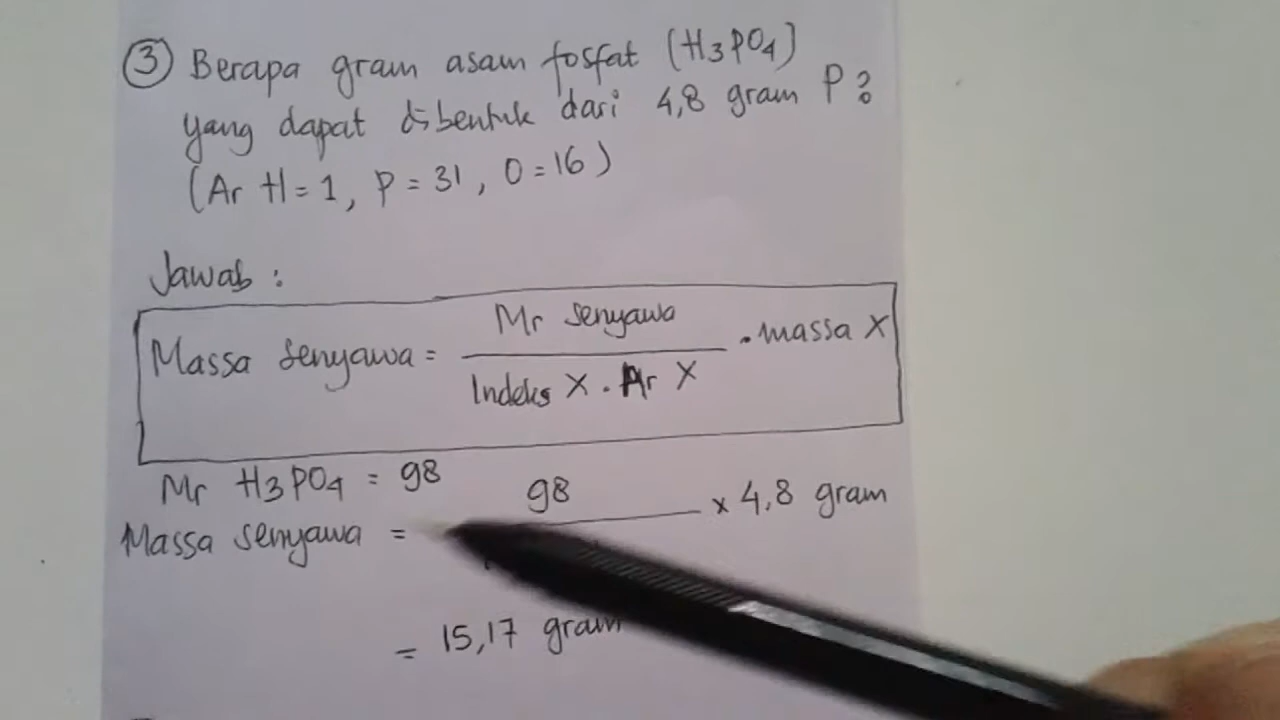 3 Berapa gram asam fosfat (H3PO4)
yang dapat dibentuk dari 4,8 gram P?
(Ar H = 1, P = 31, O = 16)
Jawab :
Massa Senyawa = Mr Senyawa / Indeks X . Ar X . massa X
Mr H3PO4 = 98
Massa Senyawa = 98 x 4,8 gram
= 15,17 gram